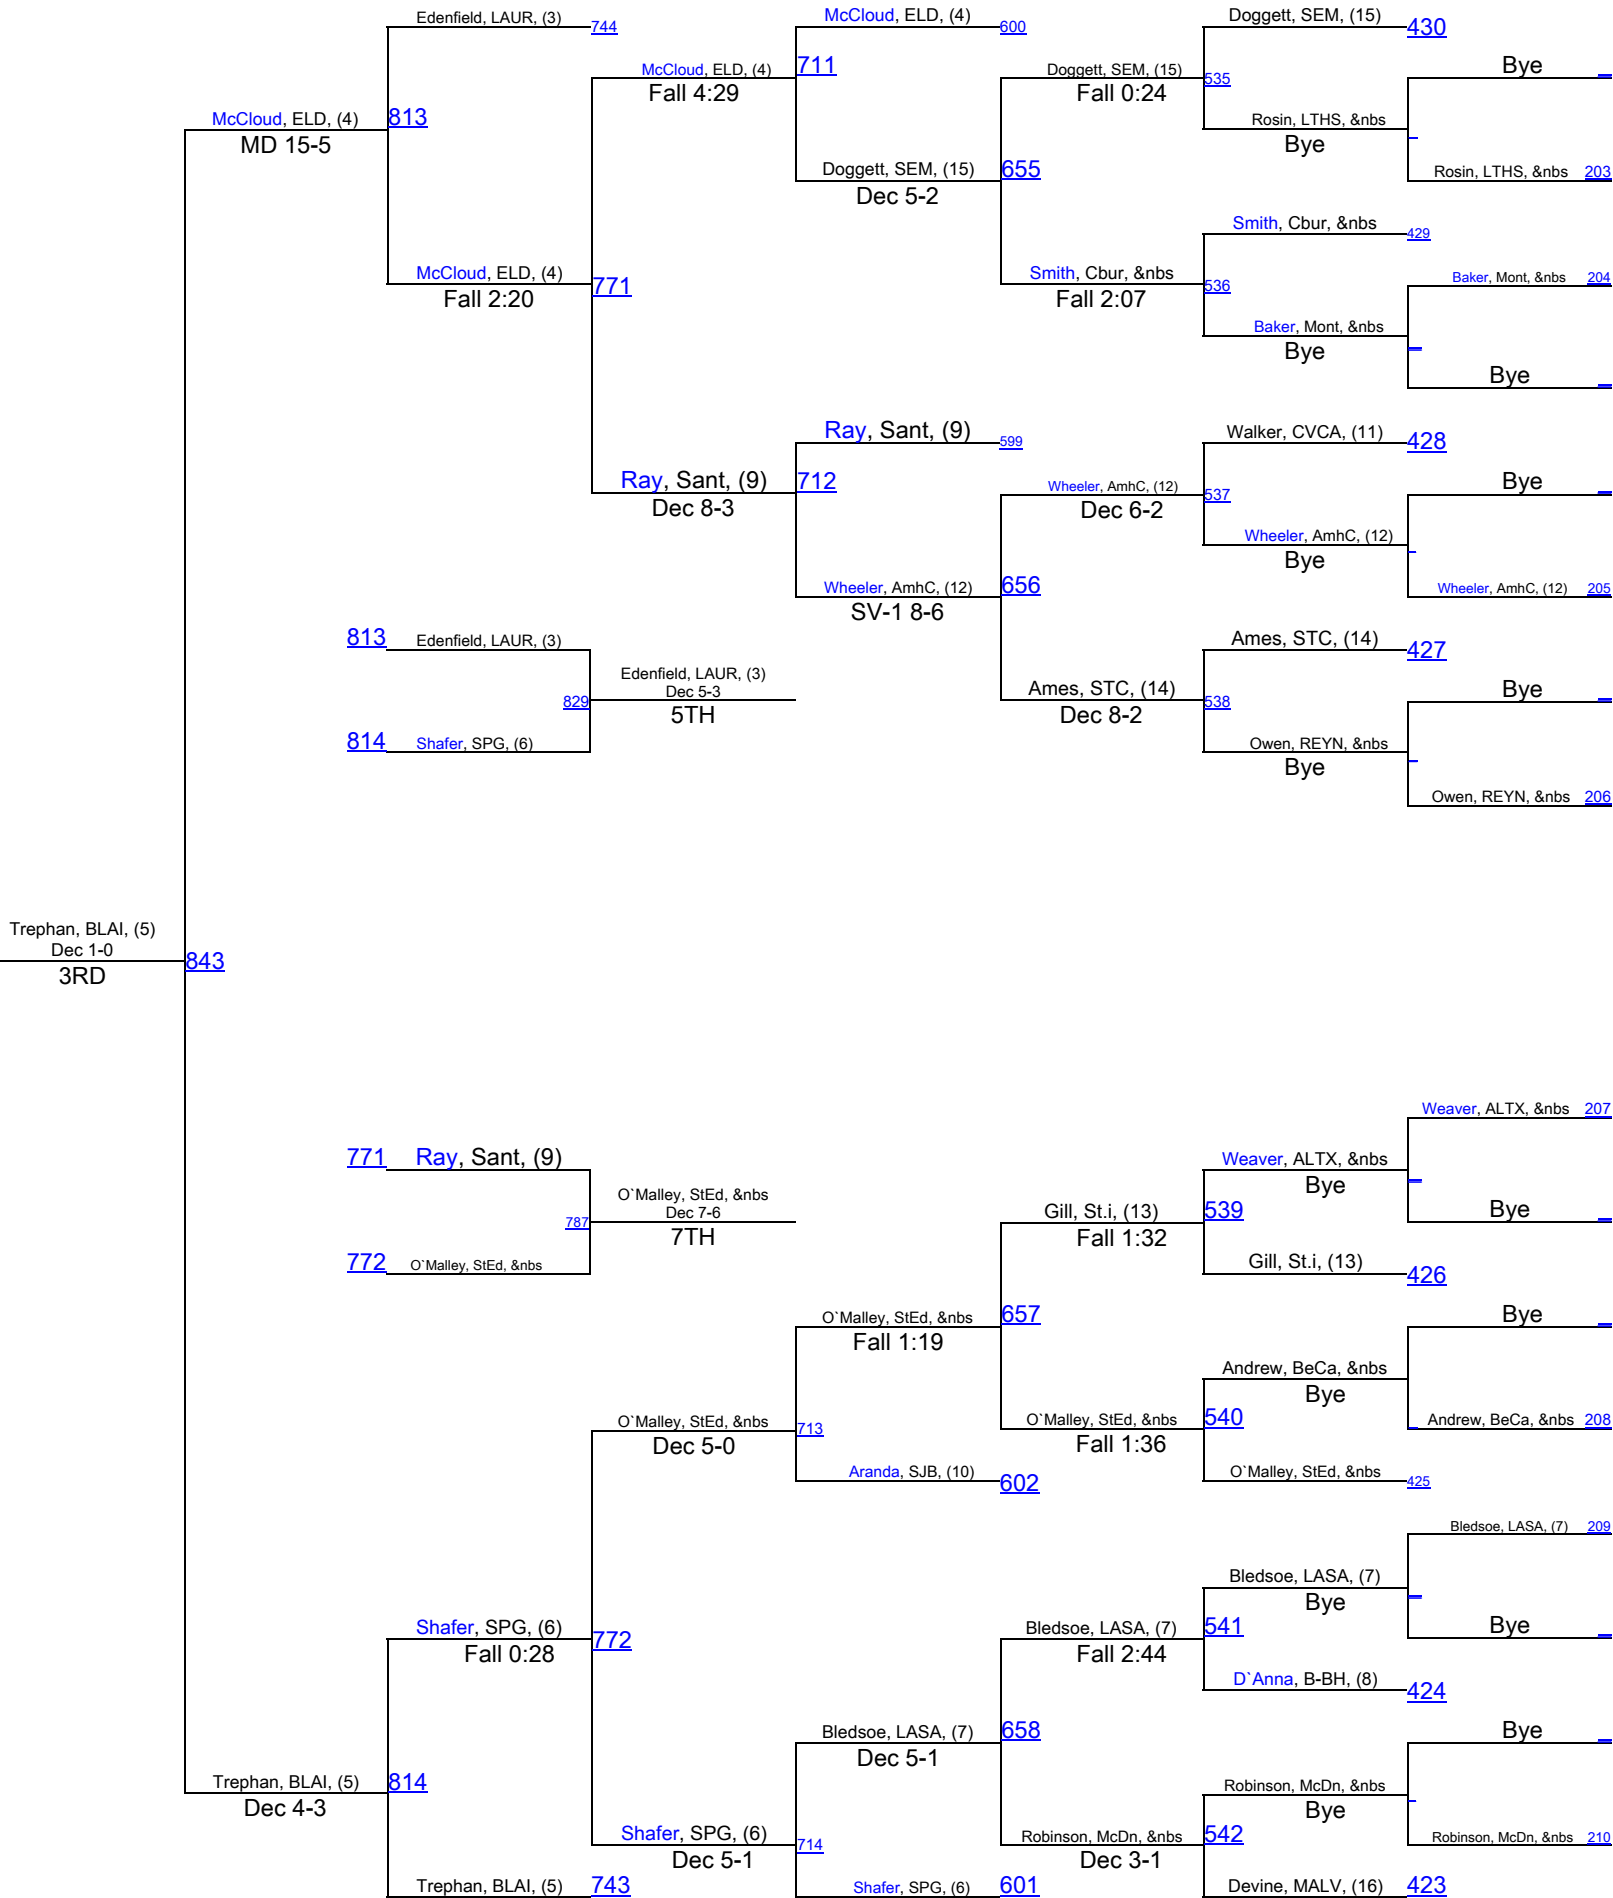 Edenfield, LAUR, (3)
744
McCloud, ELD, (4)
600
Doggett, SEM, (15)
430
McCloud, ELD, (4)
Fall 4:29
711
Doggett, SEM, (15)
Fall 0:24
535
Bye
McCloud, ELD, (4)
MD 15-5
813
Rosin, LTHS, &nbs
Bye
Doggett, SEM, (15)
Dec 5-2
655
Rosin, LTHS, &nbs 203
Smith, Cbur, &nbs
429
McCloud, ELD, (4)
Fall 2:20
771
Smith, Cbur, &nbs
Fall 2:07
536
Baker, Mont, &nbs 204
Baker, Mont, &nbs
Bye
Bye
Ray, Sant, (9)
599
Walker, CVCA, (11)
428
Ray, Sant, (9)
Dec 8-3
712
Wheeler, AmhC, (12)
Dec 6-2
537
Bye
Wheeler, AmhC, (12)
Bye
Wheeler, AmhC, (12)
SV-1 8-6
656
Wheeler, AmhC, (12) 205
813 Edenfield, LAUR, (3)
Ames, STC, (14)
427
Edenfield, LAUR, (3)
Dec 5-3
5TH
829
Ames, STC, (14)
Dec 8-2
538
Bye
814 Shafer, SPG, (6)
Owen, REYN, &nbs
Bye
Owen, REYN, &nbs 206
Trephan, BLAI, (5)
Dec 1-0
3RD
843
Weaver, ALTX, &nbs 207
771 Ray, Sant, (9)
Weaver, ALTX, &nbs
Bye
O`Malley, StEd, &nbs
Dec 7-6
7TH
787
Gill, St.i, (13)
Fall 1:32
539
Bye
772 O`Malley, StEd, &nbs
Gill, St.i, (13)
426
O`Malley, StEd, &nbs
Fall 1:19
657
Bye
Andrew, BeCa, &nbs
Bye
O`Malley, StEd, &nbs
Dec 5-0
713
O`Malley, StEd, &nbs
Fall 1:36
540
Andrew, BeCa, &nbs 208
Aranda, SJB, (10)
602
O`Malley, StEd, &nbs
425
Bledsoe, LASA, (7) 209
Bledsoe, LASA, (7)
Bye
Shafer, SPG, (6)
Fall 0:28
772
Bledsoe, LASA, (7)
Fall 2:44
541
Bye
D`Anna, B-BH, (8)
424
Bledsoe, LASA, (7)
Dec 5-1
658
Bye
Trephan, BLAI, (5)
Dec 4-3
814
Robinson, McDn, &nbs
Bye
Shafer, SPG, (6)
Dec 5-1
714
Robinson, McDn, &nbs
Dec 3-1
542
Robinson, McDn, &nbs 210
Trephan, BLAI, (5)
743
Shafer, SPG, (6)
601
Devine, MALV, (16)
423